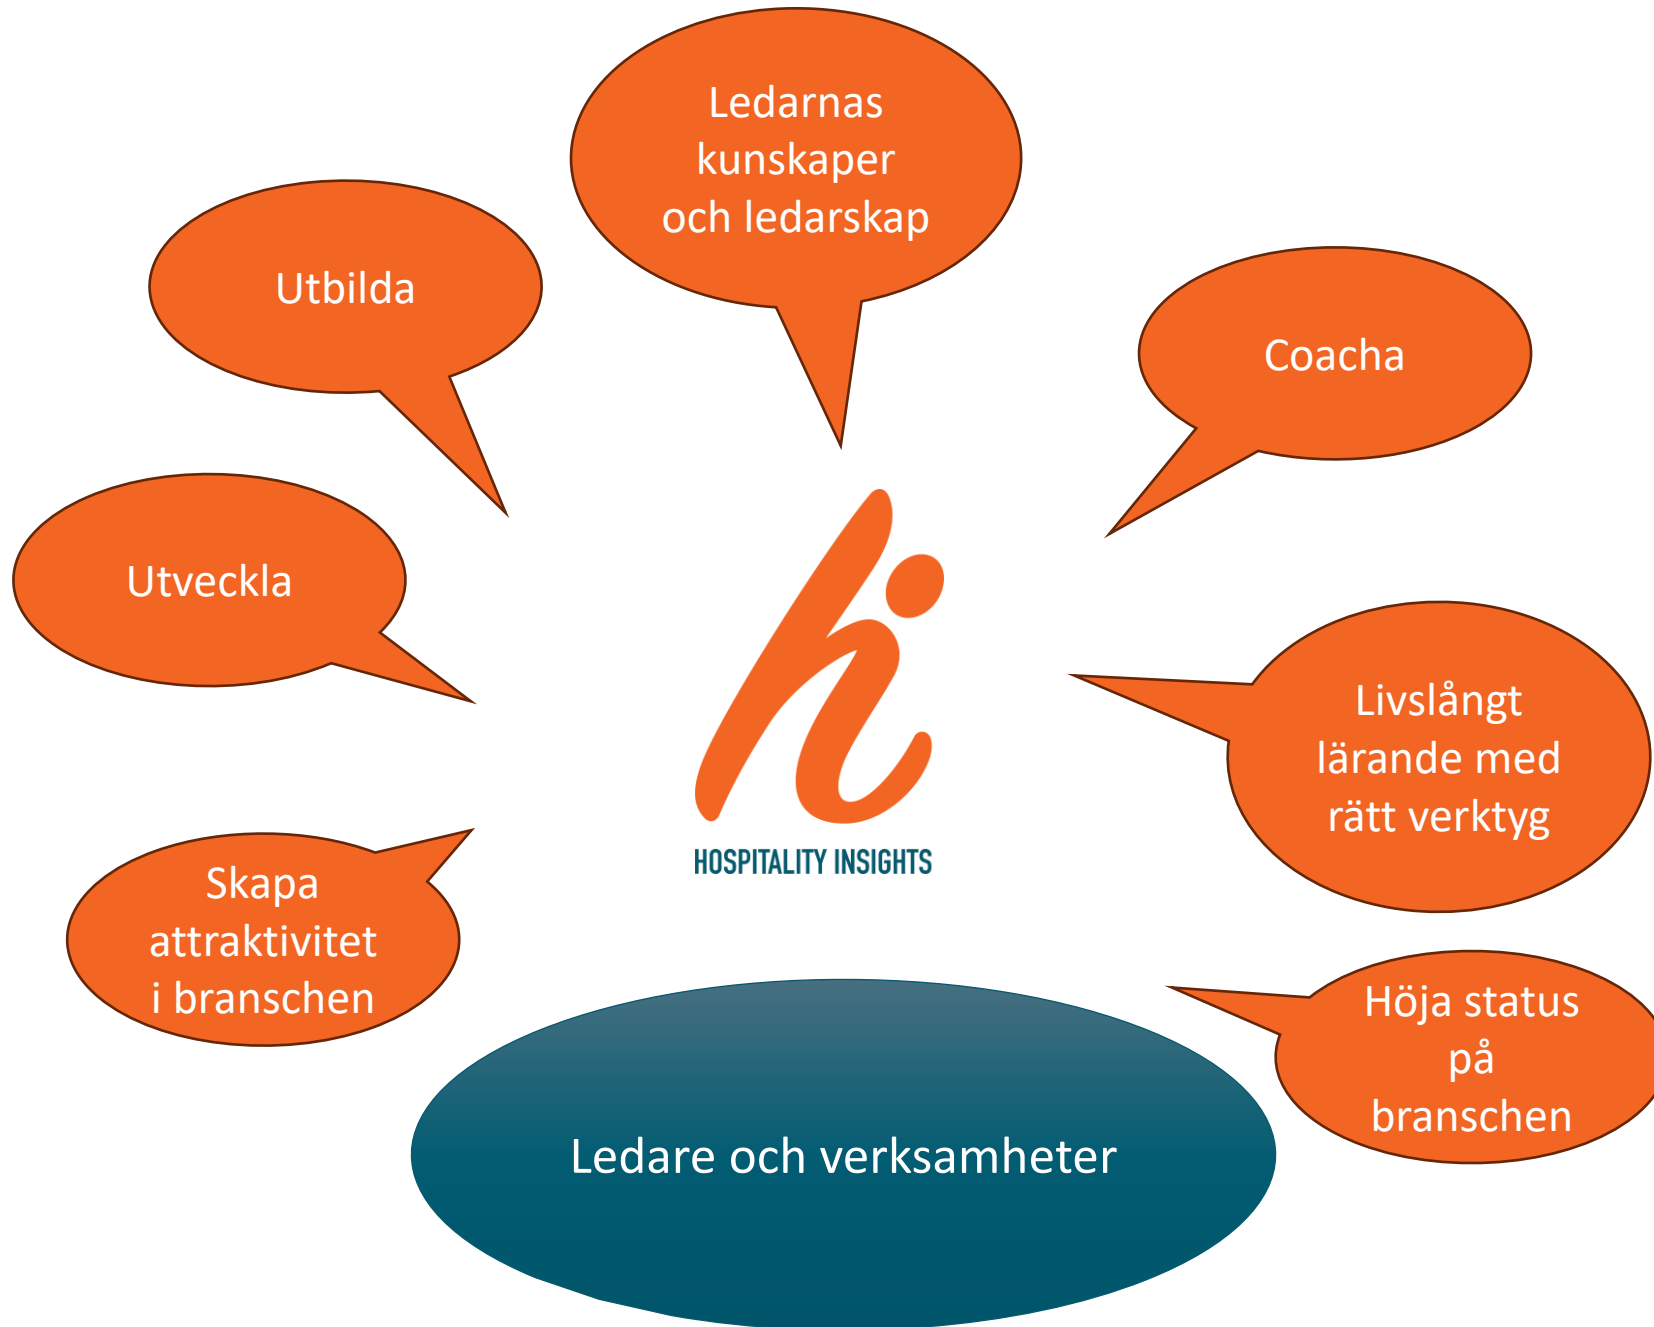 Ledarnas
kunskaper
och ledarskap
Utbilda
Coacha
Utveckla
Livslångt
lärande med
rätt verktyg
hi
HOSPITALITY INSIGHTS
Skapa
attraktivitet
i branschen
Höja status
på
branschen
Ledare och verksamheter